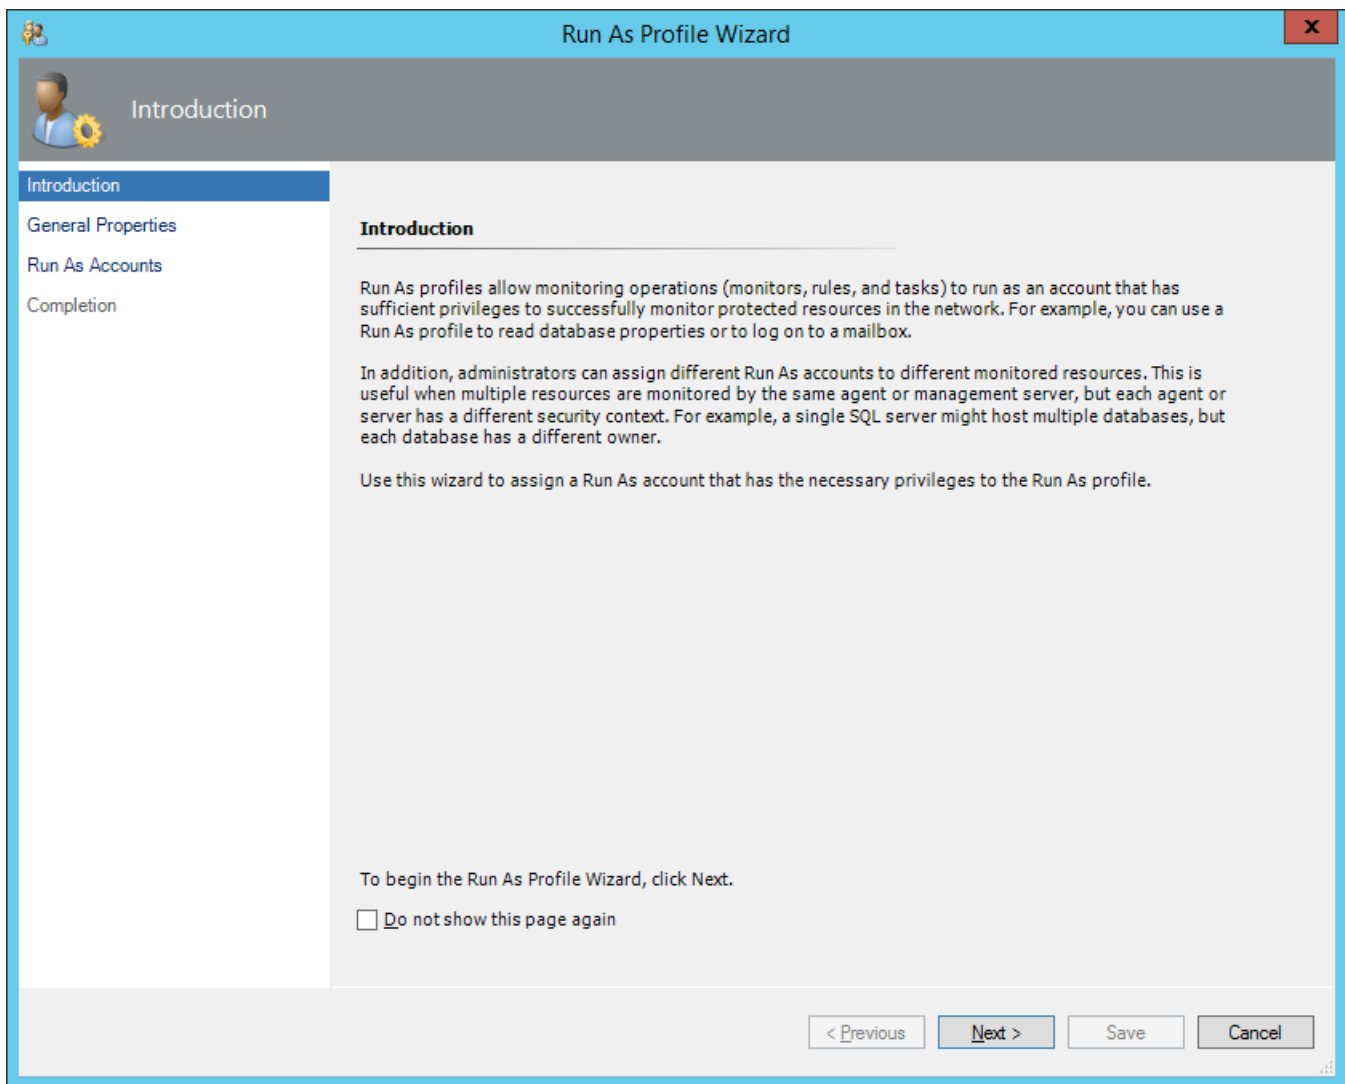 Run As Profile Wizard
x
Introduction
Introduction
General Properties
Run As Accounts
Completion
Introduction
Run As profiles allow monitoring operations (monitors, rules, and tasks) to run as an account that has
sufficient privileges to successfully monitor protected resources in the network. For example, you can use a
Run As profile to read database properties or to log on to a mailbox.
In addition, administrators can assign different Run As accounts to different monitored resources. This is
useful when multiple resources are monitored by the same agent or management server, but each agent or
server has a different security context. For example, a single SQL server might host multiple databases, but
each database has a different owner.
Use this wizard to assign a Run As account that has the necessary privileges to the Run As profile.
To begin the Run As Profile Wizard, click Next.
Do not show this page again
< Previous
Next >
Save
Cancel